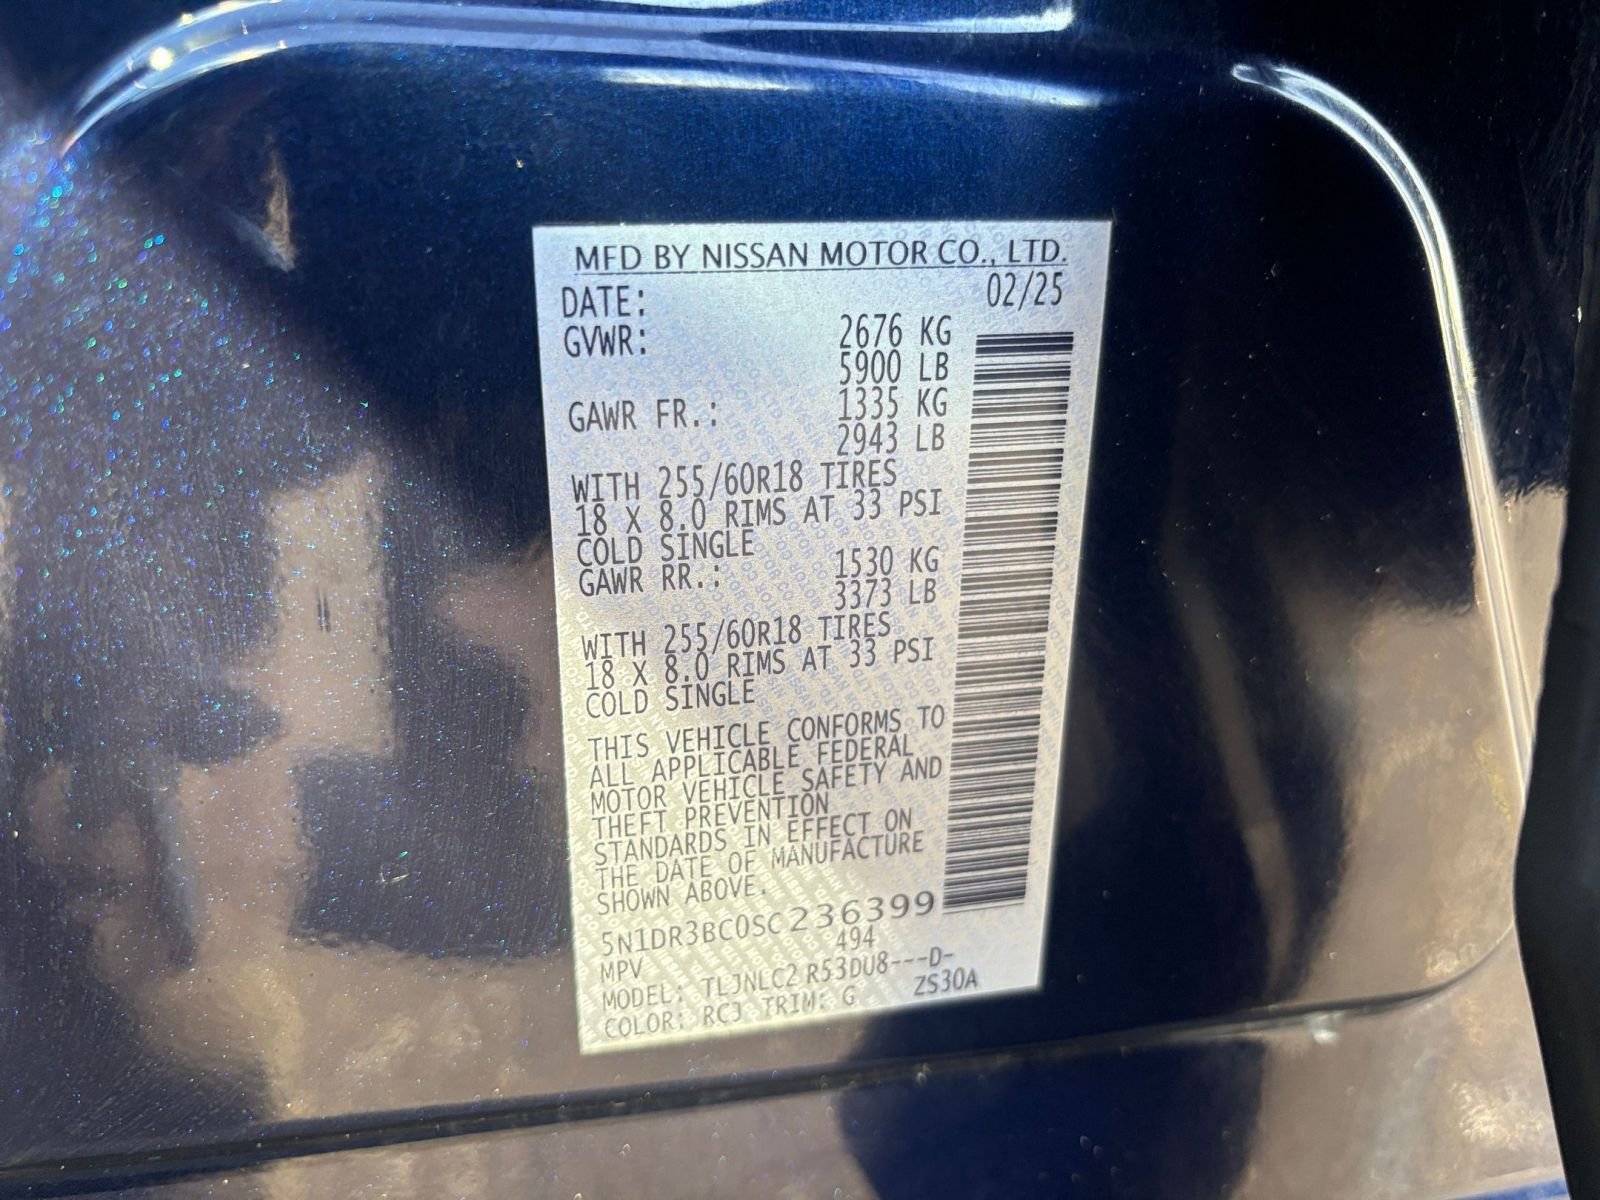 MFD BY NISSAN MOTOR CO., LTD.
DATE: 02/25
GVWR: 2676 KG
5900 LB
GAWR FR.: 1335 KG
2943 LB
WITH 255/60R18 TIRES
18 X 8.0 RIMS AT 33 PSI
COLD SINGLE
GAWR RR.: 1530 KG
3373 LB
WITH 255/60R18 TIRES
18 X 8.0 RIMS AT 33 PSI
COLD SINGLE
THIS VEHICLE CONFORMS TO
ALL APPLICABLE FEDERAL
MOTOR VEHICLE SAFETY AND
THEFT PREVENTION
STANDARDS IN EFFECT ON
THE DATE OF MANUFACTURE
SHOWN ABOVE.
5N1DR3BC0SC236399
MPV 494
MODEL: TLJNLC2 R53DU8---D-
COLOR: RCJ TRIM: G ZS30A